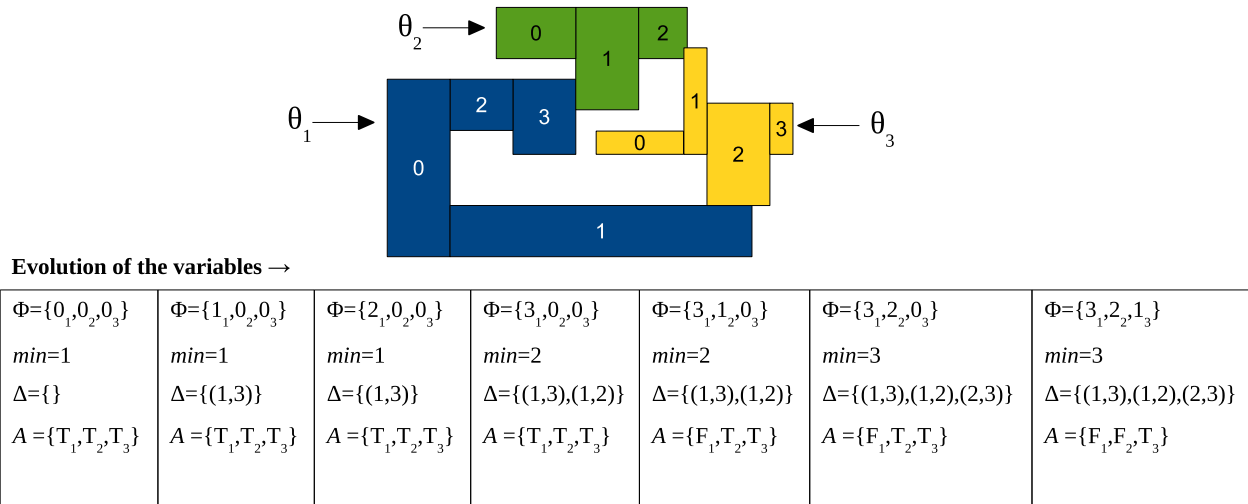 θ2
0
1
2
θ1
0
2
3
1
0
1
2
3
θ3
Evolution of the variables →
Φ={0₁,0₂,0₃}
min=1
Δ={}
A ={T₁,T₂,T₃}
Φ={1₁,0₂,0₃}
min=1
Δ={(1,3)}
A ={T₁,T₂,T₃}
Φ={2₁,0₂,0₃}
min=1
Δ={(1,3)}
A ={T₁,T₂,T₃}
Φ={3₁,0₂,0₃}
min=2
Δ={(1,3),(1,2)}
A ={T₁,T₂,T₃}
Φ={3₁,1₂,0₃}
min=2
Δ={(1,3),(1,2)}
A ={F₁,T₂,T₃}
Φ={3₁,2₂,0₃}
min=3
Δ={(1,3),(1,2),(2,3)}
A ={F₁,T₂,T₃}
Φ={3₁,2₂,1₃}
min=3
Δ={(1,3),(1,2),(2,3)}
A ={F₁,F₂,T₃}